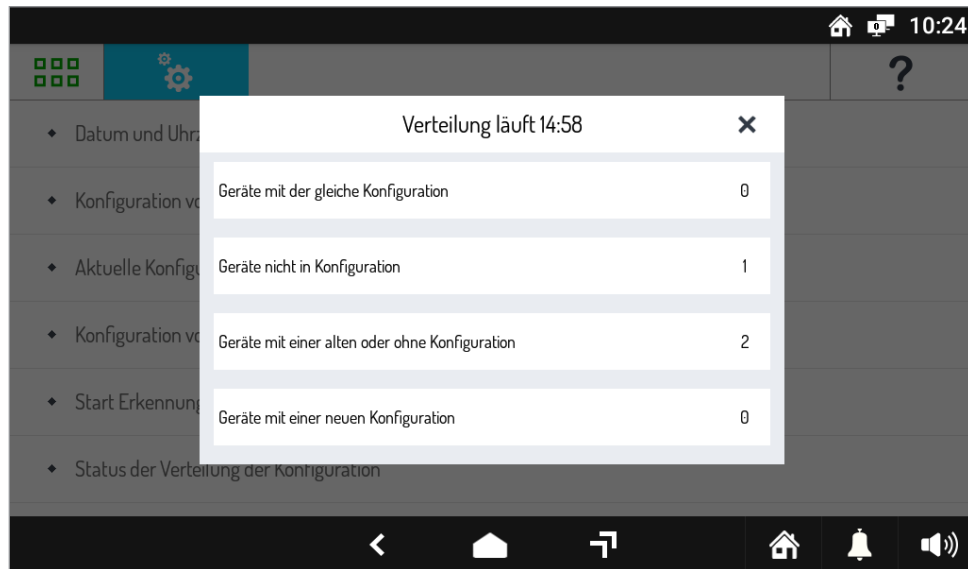 0
10:24
?
Datum und Uhrz
Verteilung läuft 14:58
Geräte mit der gleiche Konfiguration 0
Konfiguration vo
Geräte nicht in Konfiguration 1
Aktuelle Konfigu
Geräte mit einer alten oder ohne Konfiguration 2
Konfiguration vo
Geräte mit einer neuen Konfiguration 0
Start Erkennung
Status der Verteilung der Konfiguration